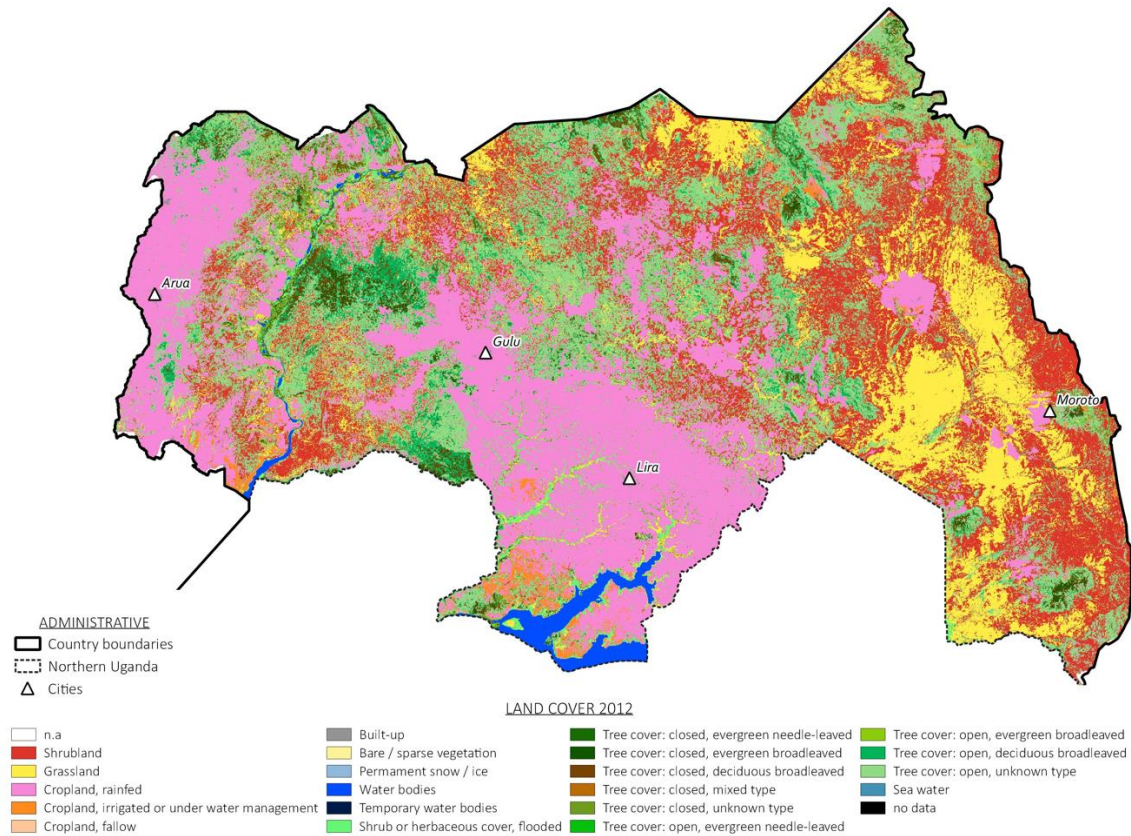 Arua
Gulu
Moroto
Lira
ADMINISTRATIVE
Country boundaries
Northern Uganda
Cities
LAND COVER 2012
n.a
Shrubland
Grassland
Cropland, rainfed
Cropland, irrigated or under water management
Cropland, fallow
Built-up
Bare / sparse vegetation
Permament snow / ice
Water bodies
Temporary water bodies
Shrub or herbaceous cover, flooded
Tree cover: closed, evergreen needle-leaved
Tree cover: closed, evergreen broadleaved
Tree cover: closed, deciduous broadleaved
Tree cover: closed, mixed type
Tree cover: closed, unknown type
Tree cover: open, evergreen needle-leaved
Tree cover: open, evergreen broadleaved
Tree cover: open, deciduous broadleaved
Tree cover: open, unknown type
Sea water
no data